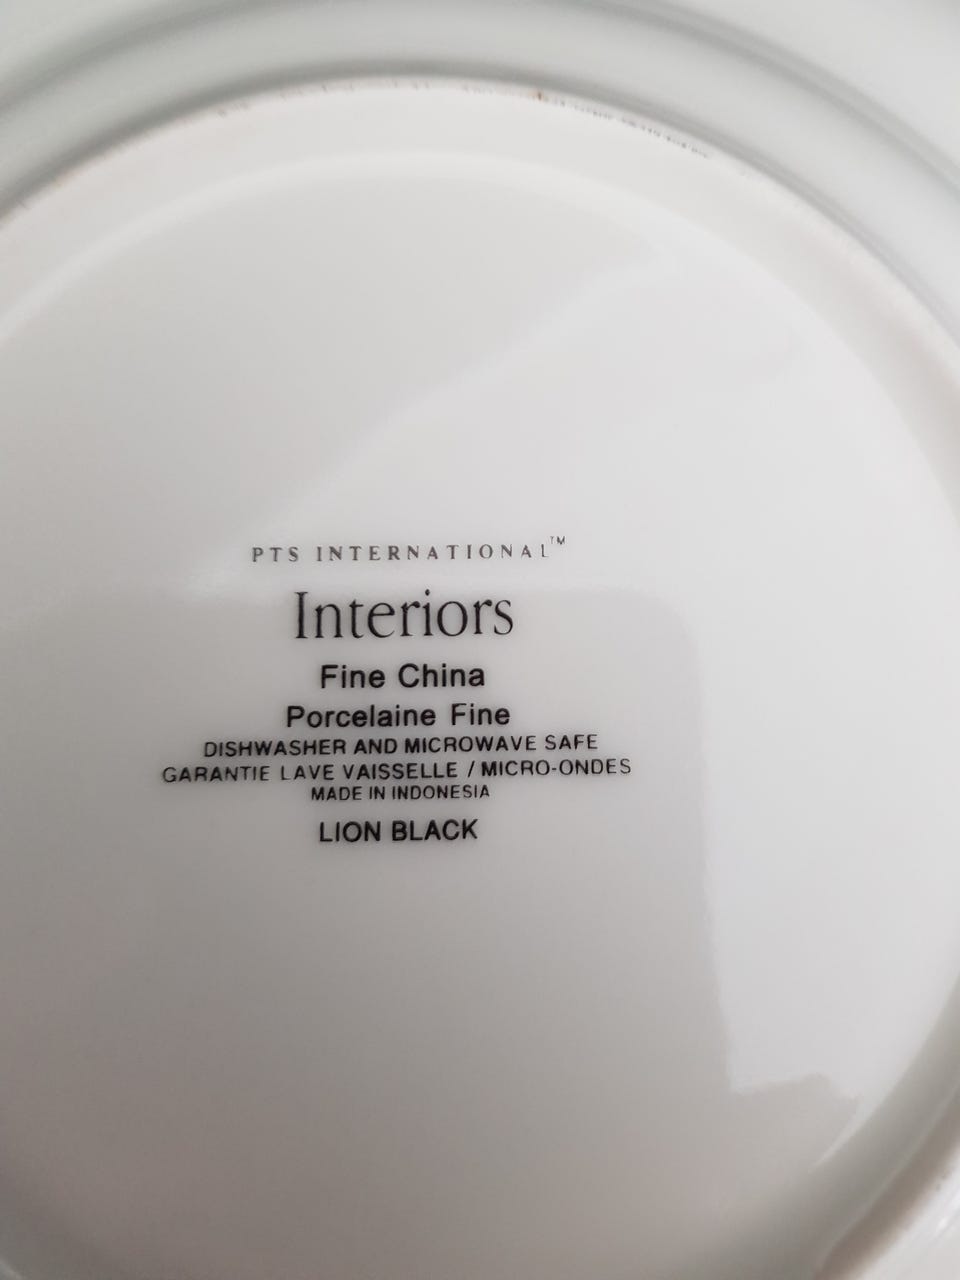 PTS INTERNATIONAL™
Interiors
Fine China
Porcelaine Fine
DISHWASHER AND MICROWAVE SAFE
GARANTIE LAVE VAISSELLE / MICRO-ONDES
MADE IN INDONESIA
LION BLACK